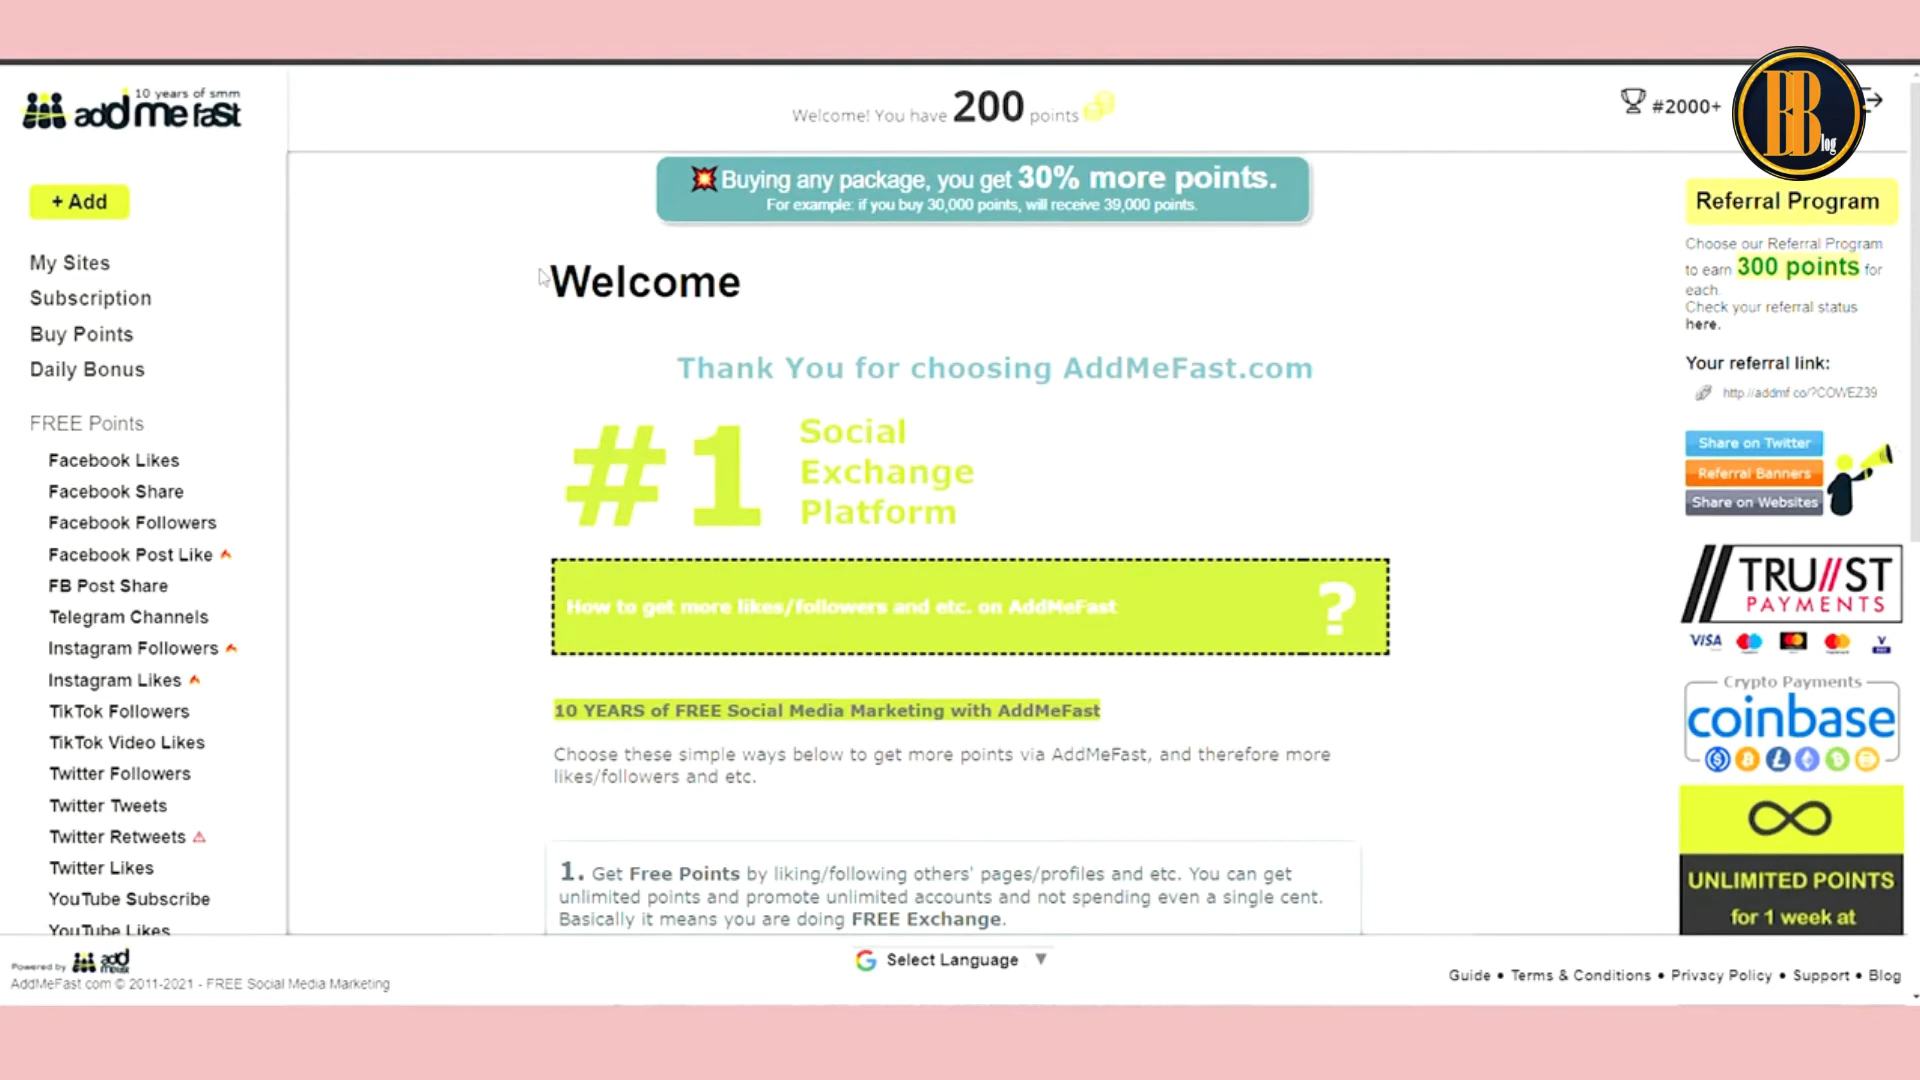 10 years of smm
add me fast
Welcome! You have 200 points
#2000+
BBlog
+ Add
My Sites
Subscription
Buy Points
Daily Bonus
FREE Points
Facebook Likes
Facebook Share
Facebook Followers
Facebook Post Like
FB Post Share
Telegram Channels
Instagram Followers
Instagram Likes
TikTok Followers
TikTok Video Likes
Twitter Followers
Twitter Tweets
Twitter Retweets
Twitter Likes
YouTube Subscribe
YouTube Likes
Buying any package, you get 30% more points.
For example: if you buy 30,000 points, will receive 39,000 points.
Welcome
Thank You for choosing AddMeFast.com
#1
Social
Exchange
Platform
How to get more likes/followers and etc. on AddMeFast
?
10 YEARS of FREE Social Media Marketing with AddMeFast
Choose these simple ways below to get more points via AddMeFast, and therefore more
likes/followers and etc.
1. Get Free Points by liking/following others' pages/profiles and etc. You can get
unlimited points and promote unlimited accounts and not spending even a single cent.
Basically it means you are doing FREE Exchange.
Referral Program
Choose our Referral Program
to earn 300 points for
each.
Check your referral status
here.
Your referral link:
http://addmf.co/?COWEZ39
Share on Twitter
Referral Banners
Share on Websites
TRU//ST
PAYMENTS
VISA
Crypto Payments
coinbase
UNLIMITED POINTS
for 1 week at
Powered by
AddMeFast.com © 2011-2021 - FREE Social Media Marketing
Select Language ▼
Guide • Terms & Conditions • Privacy Policy • Support • Blog